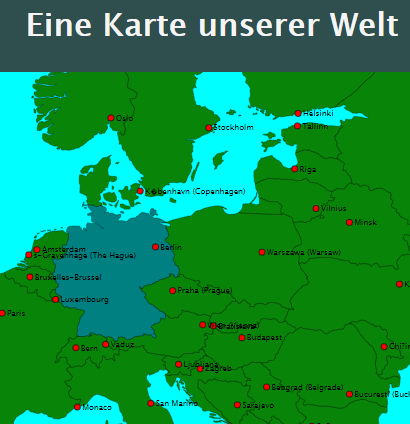 Eine Karte unserer Welt
Oslo
Helsinki
Stockholm
Tallinn
Riga
København (Copenhagen)
Vilnius
Minsk
Amsterdam
Berlin
s-Gravenhage (The Hague)
Warszawa (Warsaw)
Bruxelles-Brussel
Praha (Prague)
K
Luxembourg
Paris
Budapest
Vaduz
Bern
Chi?in
Ljubljana
Zagreb
Beograd (Belgrade)
Bucuresti (Buch
San Marino
Sarajevo
Monaco